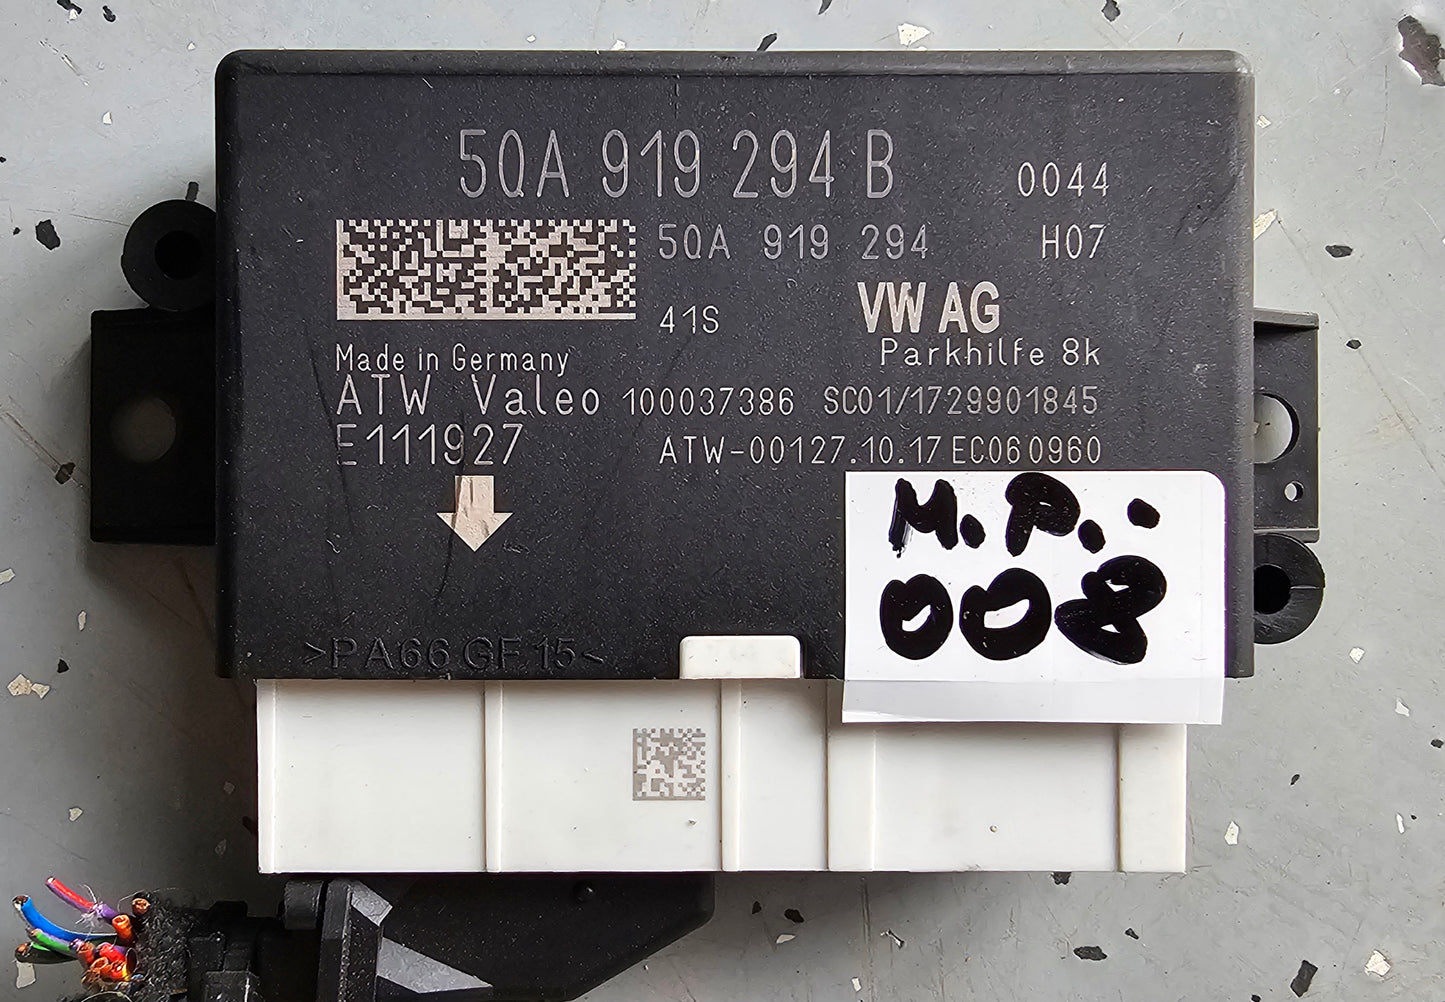 5QA 919 294 B
0044
5QA 919 294
H07
41S
VW AG
Parkhilfe 8k
Made in Germany
ATW Valeo 100037386 SC01/1729901845
E111927
ATW-00127.10.17 EC060960
M.P..
008
>PA66 GF 15<